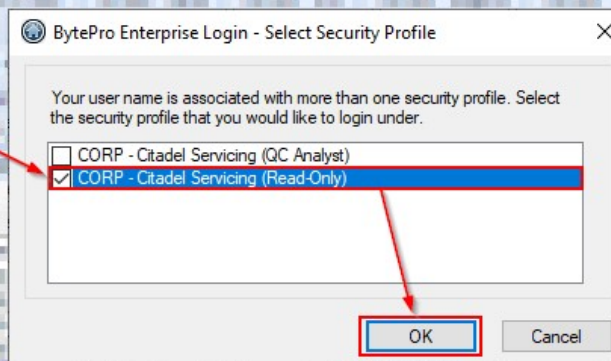 BytePro Enterprise Login - Select Security Profile
Your user name is associated with more than one security profile. Select
the security profile that you would like to login under.
CORP - Citadel Servicing (QC Analyst)
CORP - Citadel Servicing (Read-Only)
OK
Cancel